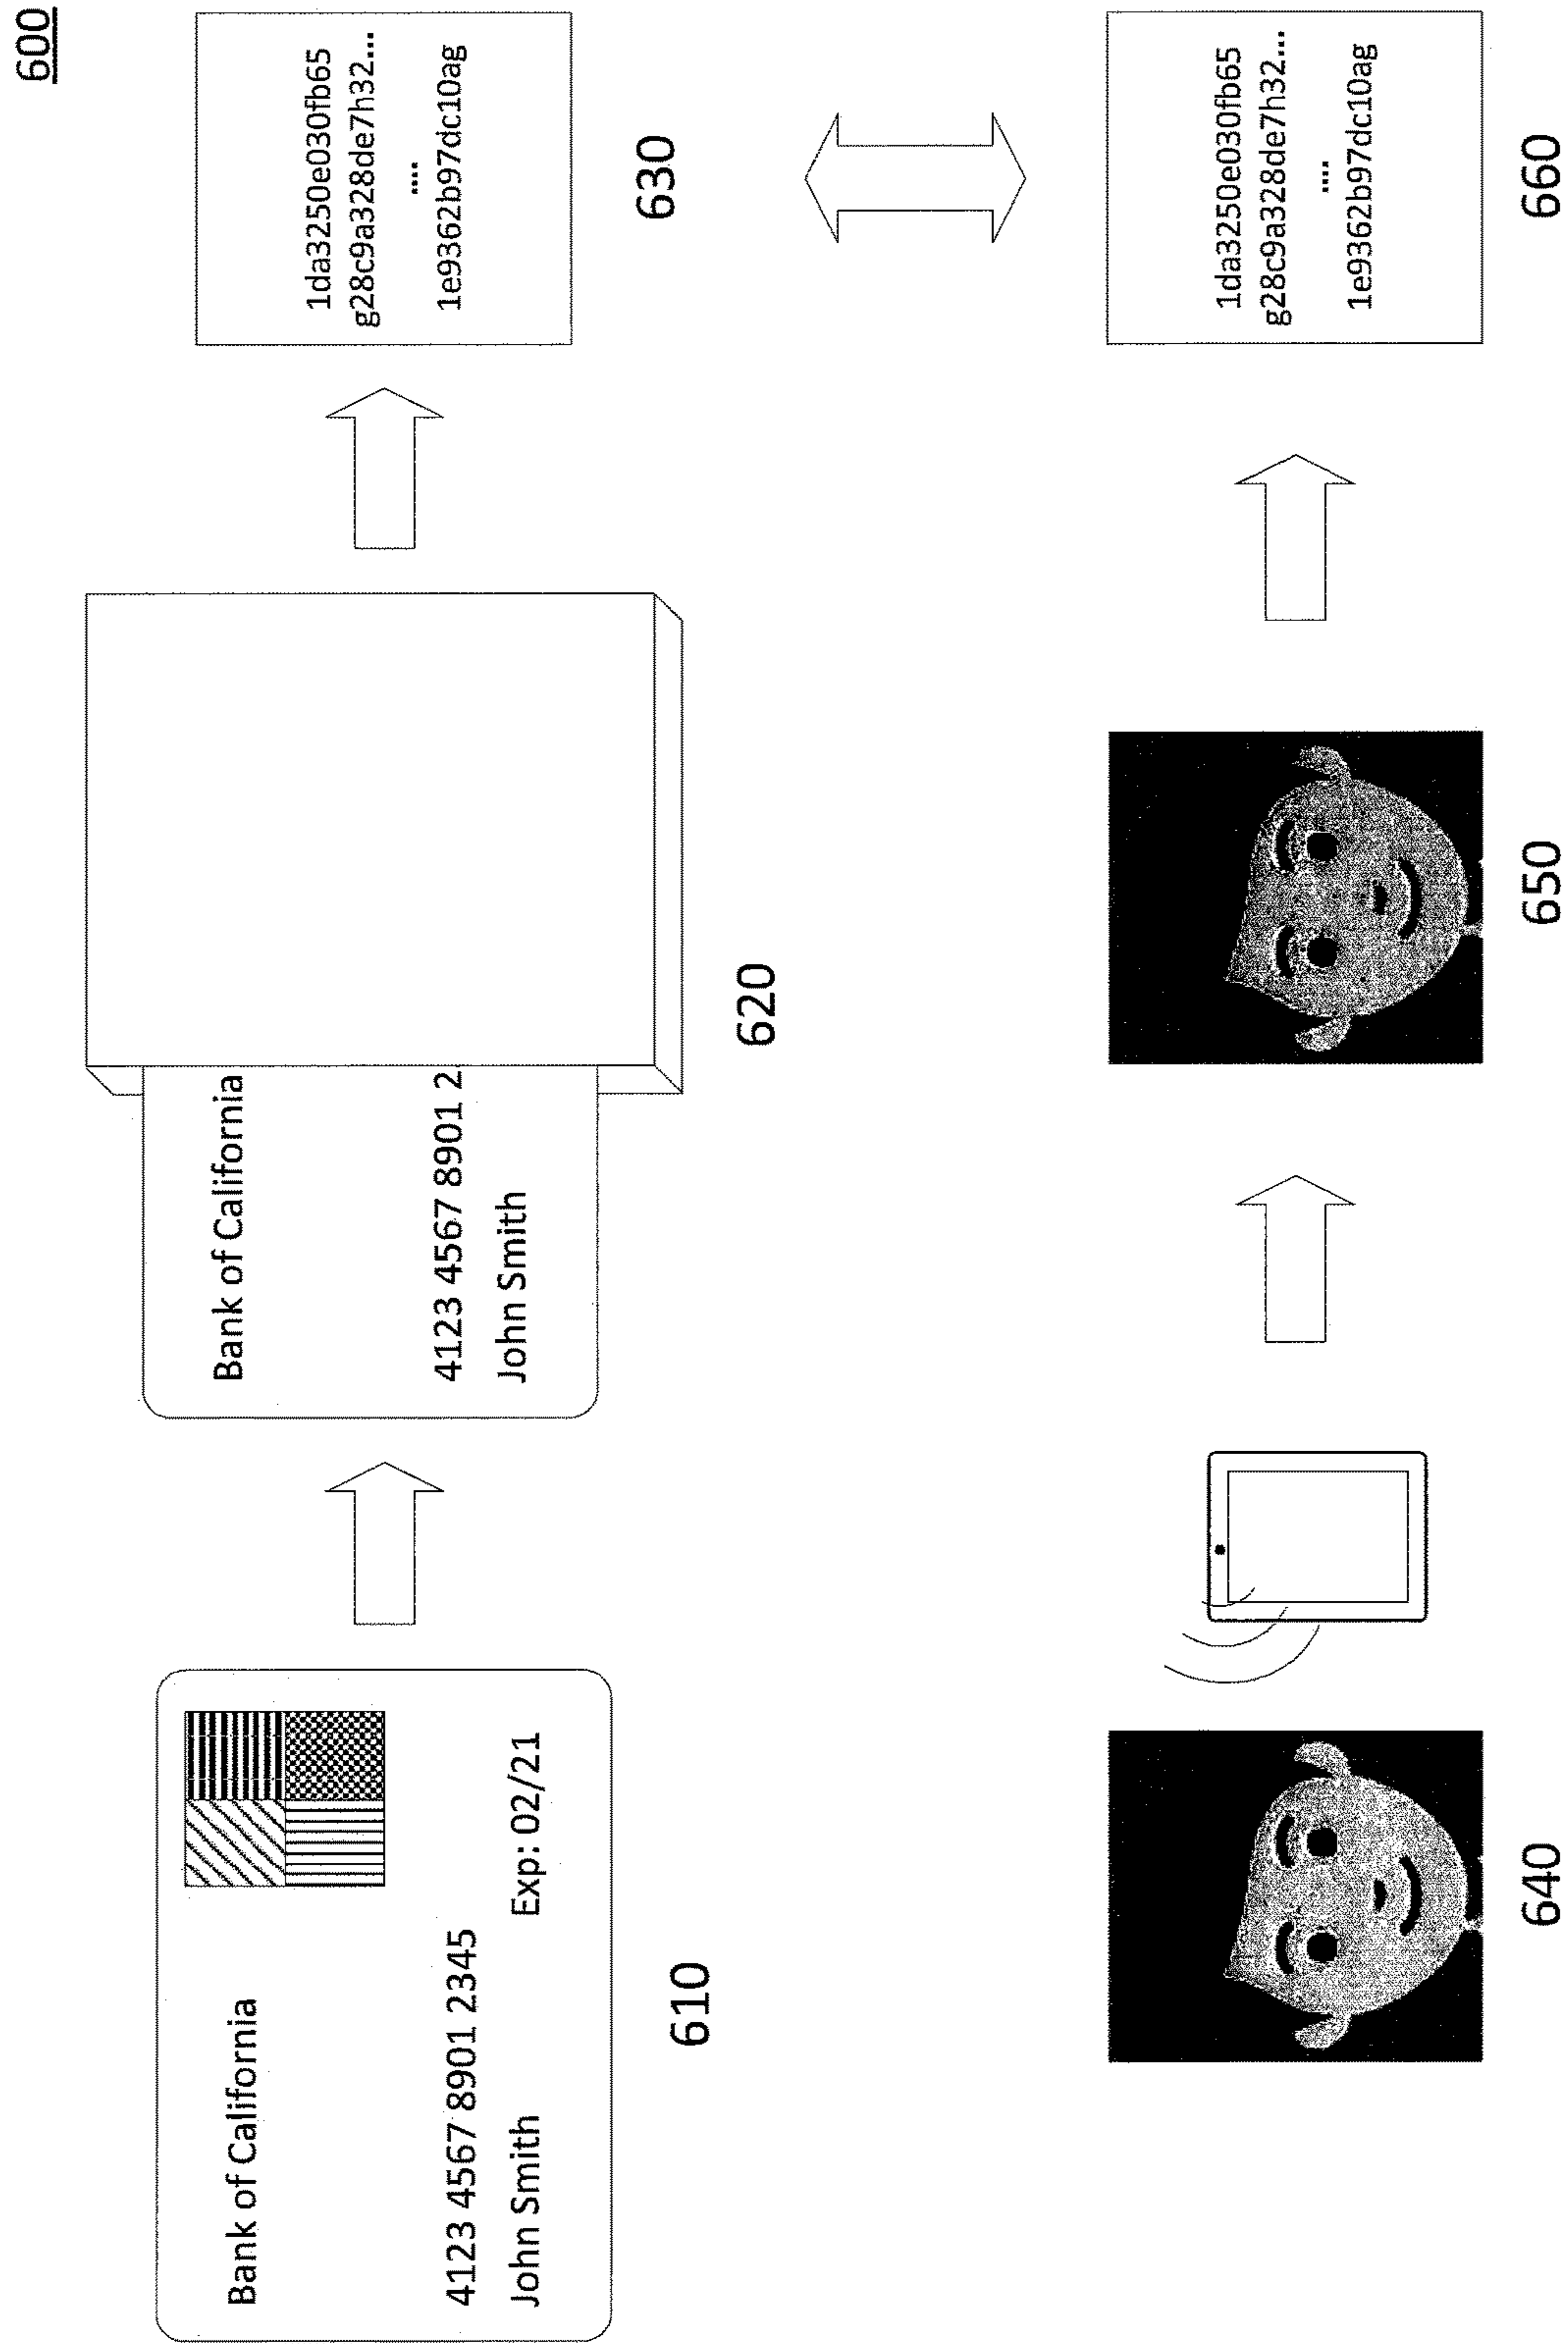 600
Bank of California
4123 4567 8901 2345
John Smith
Exp: 02/21
610
Bank of California
4123 4567 8901 2
John Smith
620
1da3250e030fb65
g28c9a328de7h32...
....
1e9362b97dc10ag
630
640
650
1da3250e030fb65
g28c9a328de7h32...
....
1e9362b97dc10ag
660